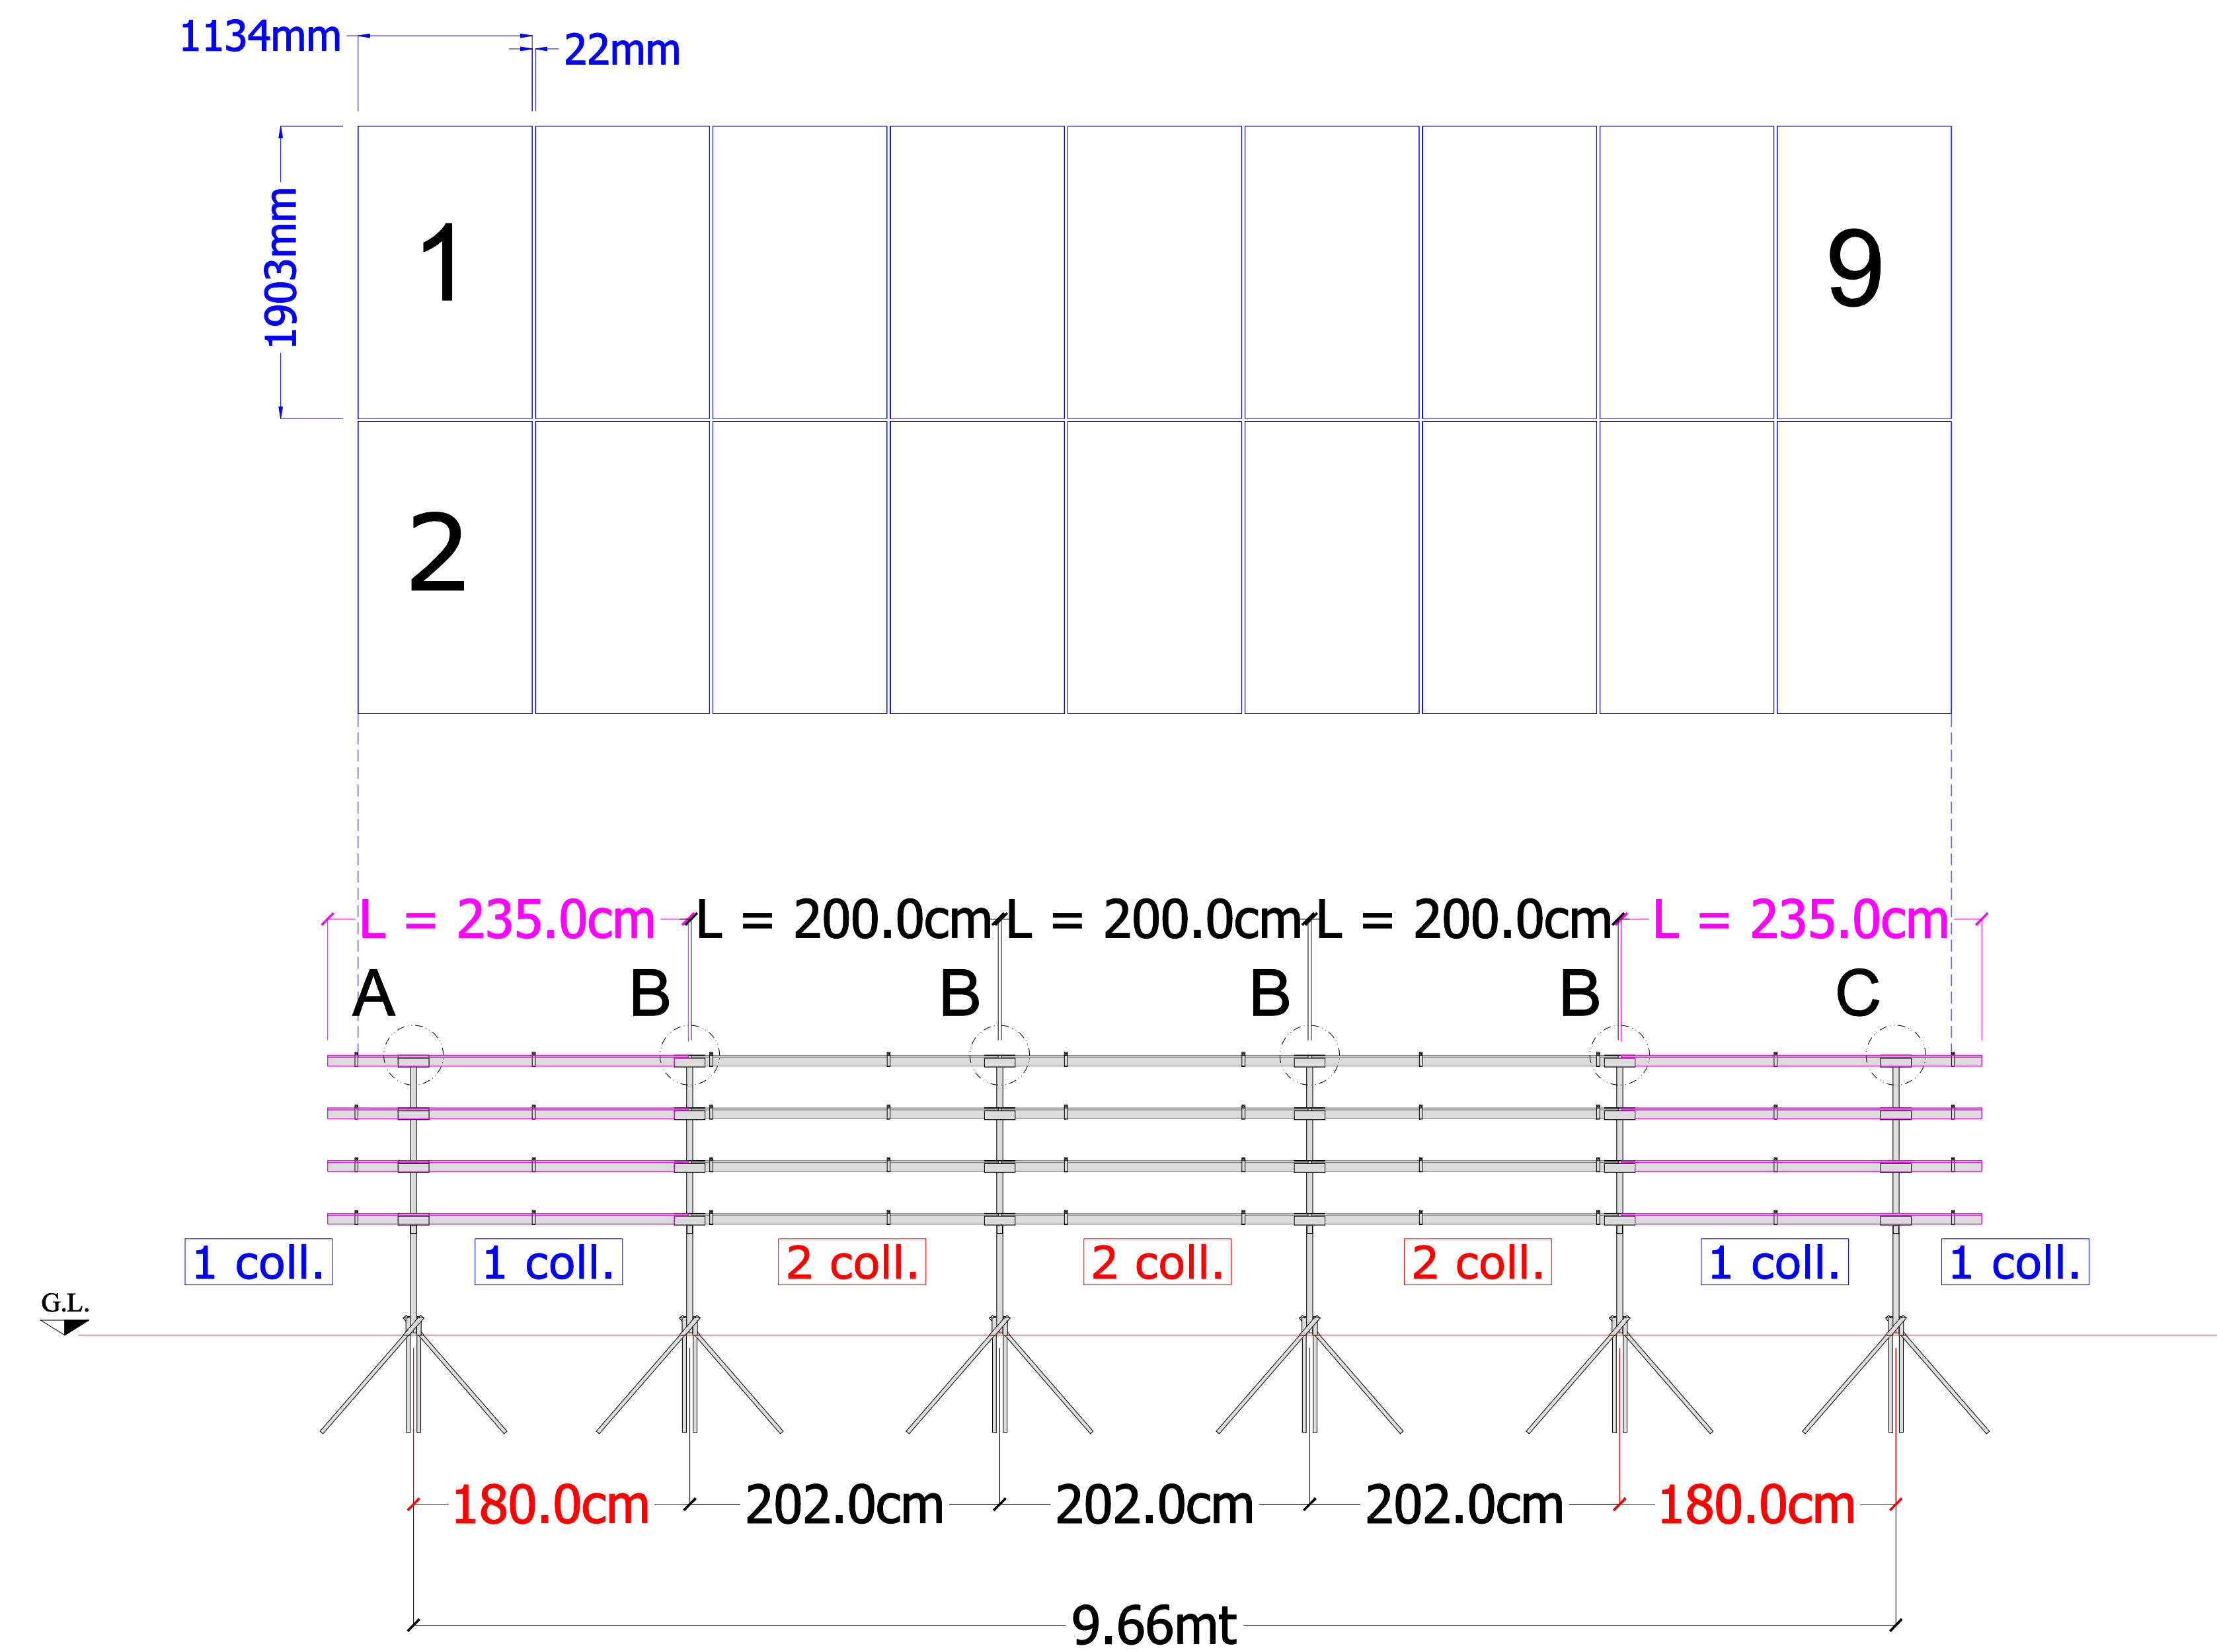 1134mm
22mm
1903mm
1
9
2
L = 235.0cm
L = 200.0cm
L = 200.0cm
L = 200.0cm
L = 235.0cm
A
B
B
B
B
C
1 coll.
1 coll.
2 coll.
2 coll.
2 coll.
1 coll.
1 coll.
G.L.
180.0cm
202.0cm
202.0cm
202.0cm
180.0cm
9.66mt